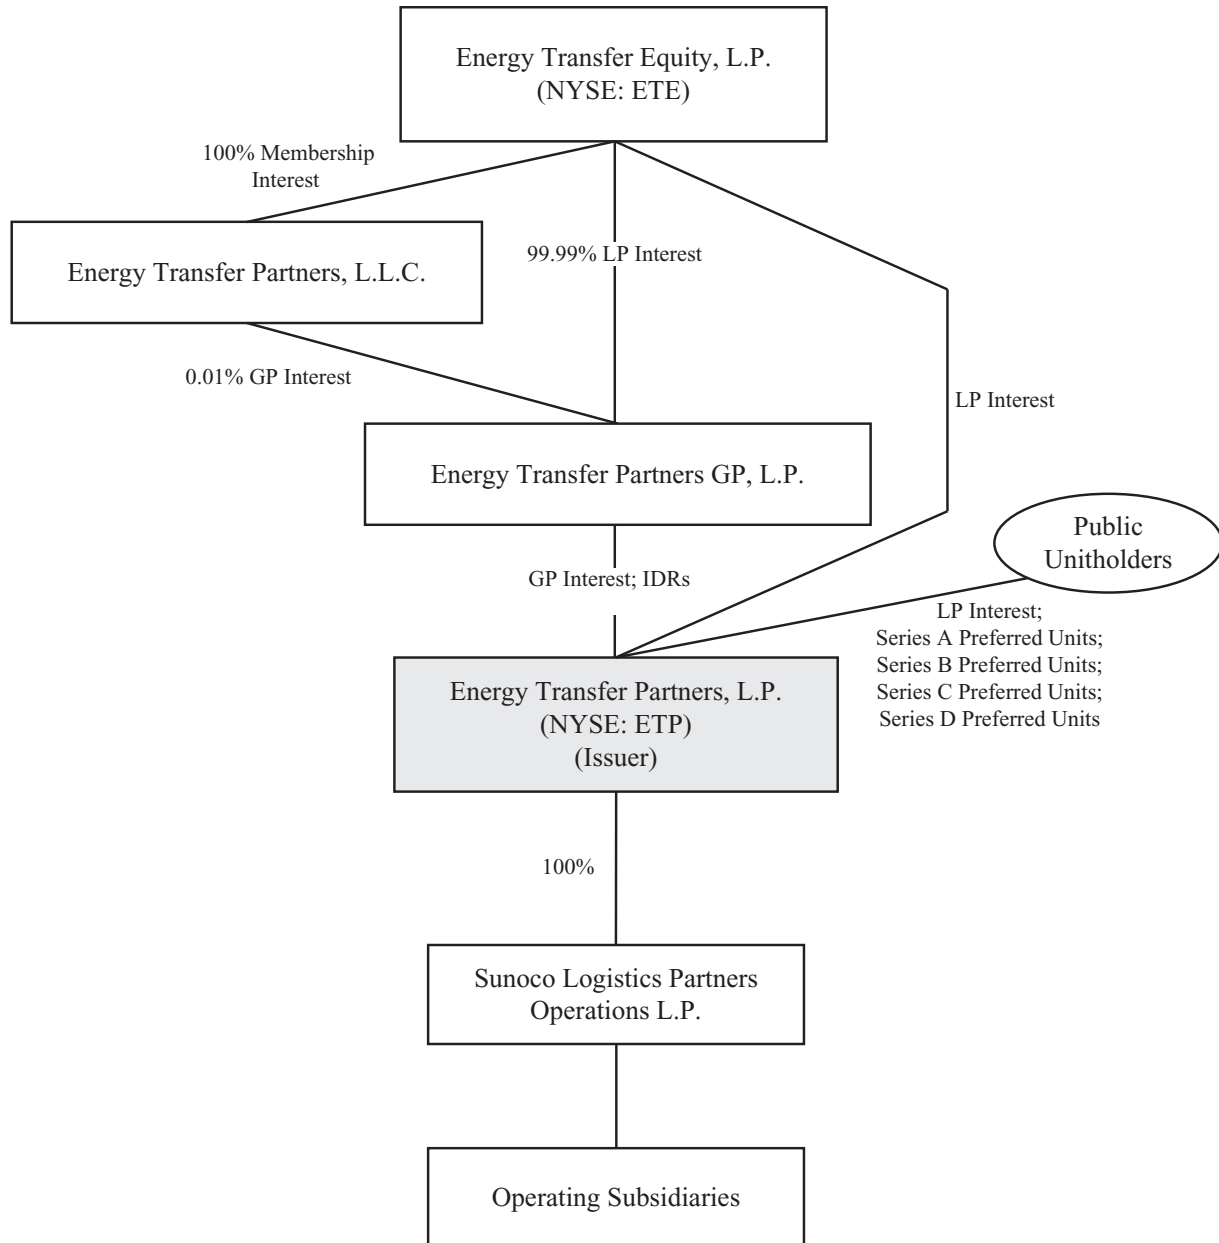 Energy Transfer Equity, L.P.
(NYSE: ETE)
100% Membership
Interest
Energy Transfer Partners, L.L.C.
99.99% LP Interest
0.01% GP Interest
LP Interest
Energy Transfer Partners GP, L.P.
Public
Unitholders
GP Interest; IDRs
LP Interest;
Series A Preferred Units;
Series B Preferred Units;
Series C Preferred Units;
Series D Preferred Units
Energy Transfer Partners, L.P.
(NYSE: ETP)
(Issuer)
100%
Sunoco Logistics Partners
Operations L.P.
Operating Subsidiaries